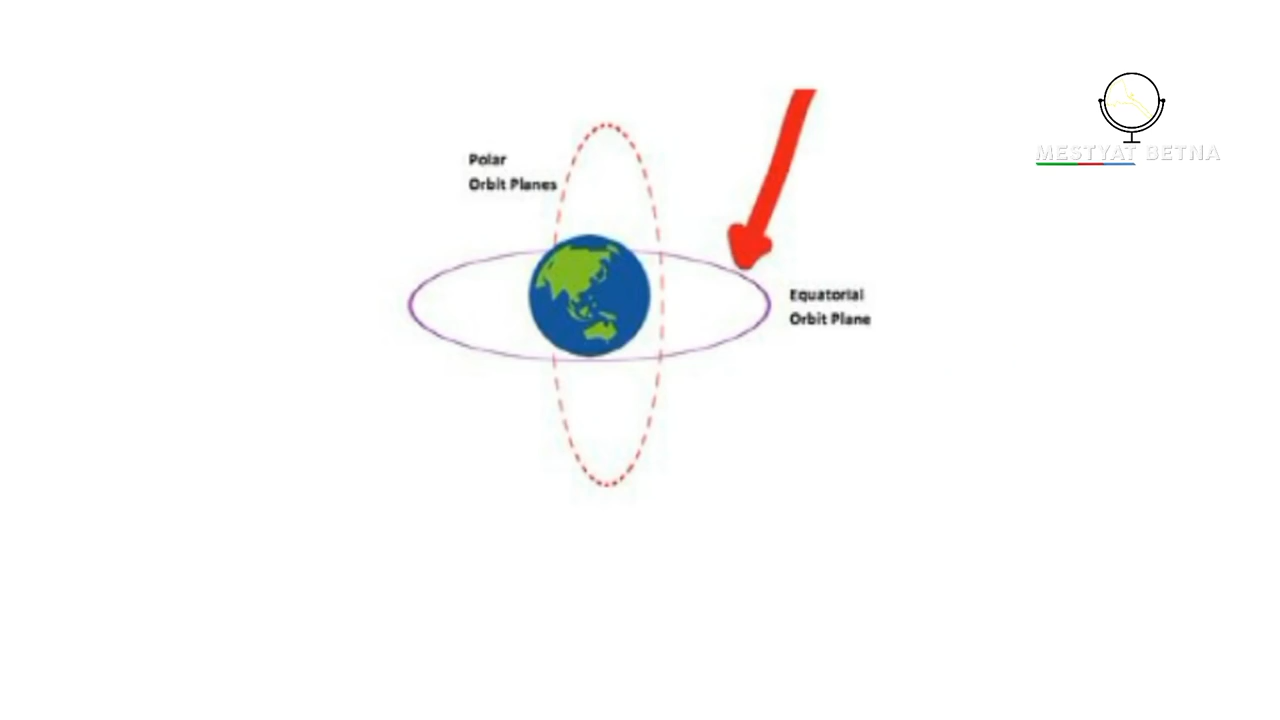 Polar
Orbit Planes
MESTYAT BETNA
Equatorial
Orbit Plane